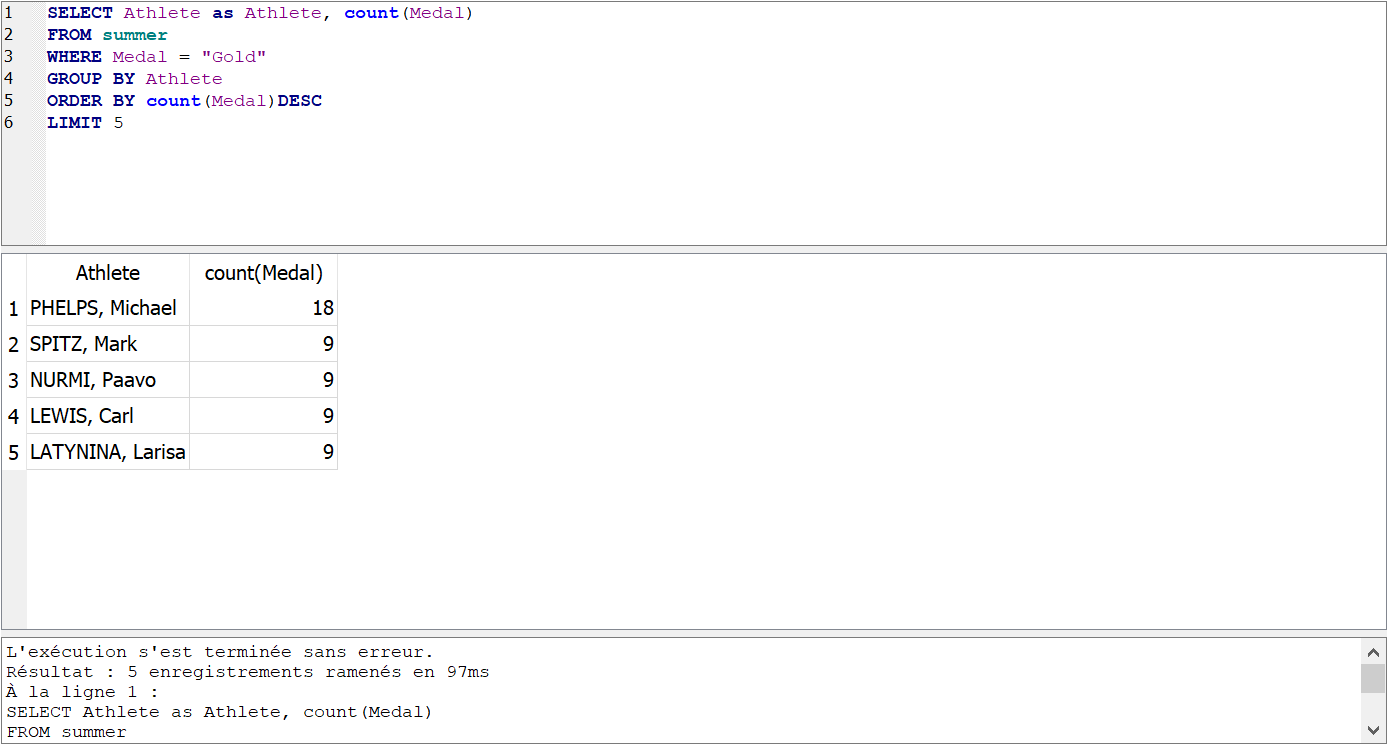 1 SELECT Athlete as Athlete, count(Medal)
2 FROM summer
3 WHERE Medal = "Gold"
4 GROUP BY Athlete
5 ORDER BY count(Medal)DESC
6 LIMIT 5
Athlete count(Medal)
1 PHELPS, Michael 18
2 SPITZ, Mark 9
3 NURMI, Paavo 9
4 LEWIS, Carl 9
5 LATYNINA, Larisa 9
L'exécution s'est terminée sans erreur.
Résultat : 5 enregistrements ramenés en 97ms
À la ligne 1 :
SELECT Athlete as Athlete, count(Medal)
FROM summer